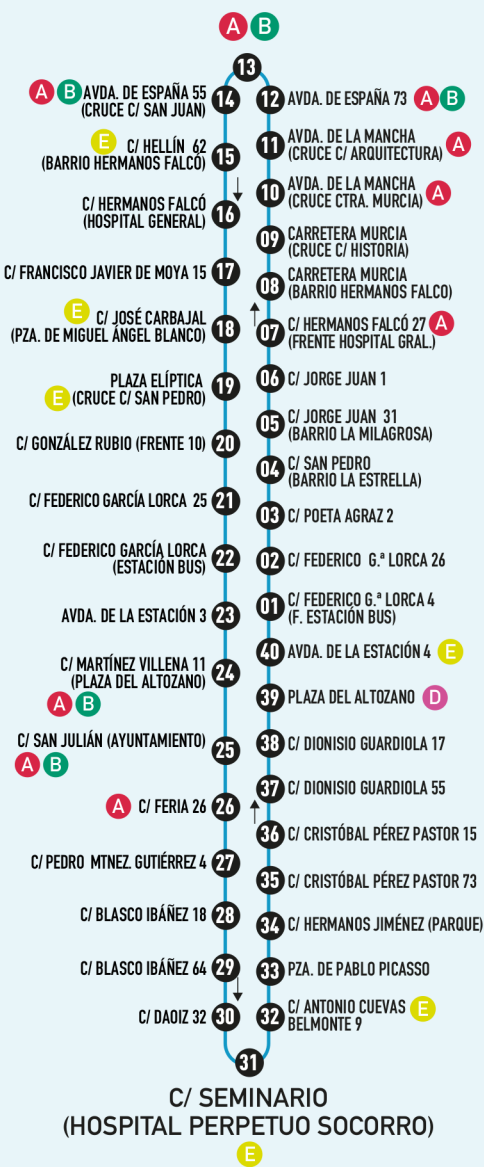 A B
13
A B AVDA. DE ESPAÑA 55
(CRUCE C/ SAN JUAN)
14
E C/ HELLÍN 62
(BARRIO HERMANOS FALCÓ)
15
C/ HERMANOS FALCÓ
(HOSPITAL GENERAL)
16
C/ FRANCISCO JAVIER DE MOYA 15
17
E C/ JOSÉ CARBAJAL
(PZA. DE MIGUEL ÁNGEL BLANCO)
18
PLAZA ELÍPTICA
E (CRUCE C/ SAN PEDRO)
19
C/ GONZÁLEZ RUBIO (FRENTE 10)
20
C/ FEDERICO GARCÍA LORCA 25
21
C/ FEDERICO GARCÍA LORCA
(ESTACIÓN BUS)
22
AVDA. DE LA ESTACIÓN 3
23
C/ MARTÍNEZ VILLENA 11
(PLAZA DEL ALTOZANO)
24
A B
C/ SAN JULIÁN (AYUNTAMIENTO)
25
A B
A C/ FERIA 26
26
C/ PEDRO MTNEZ. GUTIÉRREZ 4
27
C/ BLASCO IBÁÑEZ 18
28
C/ BLASCO IBÁÑEZ 64
29
C/ DAOIZ 32
30
12
AVDA. DE ESPAÑA 73 A B
11
AVDA. DE LA MANCHA
(CRUCE C/ ARQUITECTURA) A
10
AVDA. DE LA MANCHA
(CRUCE CTRA. MURCIA) A
09
CARRETERA MURCIA
(CRUCE C/ HISTORIA)
08
CARRETERA MURCIA
(BARRIO HERMANOS FALCO)
07
C/ HERMANOS FALCÓ 27 A
(FRENTE HOSPITAL GRAL.)
06
C/ JORGE JUAN 1
05
C/ JORGE JUAN 31
(BARRIO LA MILAGROSA)
04
C/ SAN PEDRO
(BARRIO LA ESTRELLA)
03
C/ POETA AGRAZ 2
02
C/ FEDERICO G.ª LORCA 26
01
C/ FEDERICO G.ª LORCA 4
(F. ESTACIÓN BUS)
40
AVDA. DE LA ESTACIÓN 4 E
39
PLAZA DEL ALTOZANO D
38
C/ DIONISIO GUARDIOLA 17
37
C/ DIONISIO GUARDIOLA 55
36
C/ CRISTÓBAL PÉREZ PASTOR 15
35
C/ CRISTÓBAL PÉREZ PASTOR 73
34
C/ HERMANOS JIMÉNEZ (PARQUE)
33
PZA. DE PABLO PICASSO
32
C/ ANTONIO CUEVAS E
BELMONTE 9
31
C/ SEMINARIO
(HOSPITAL PERPETUO SOCORRO)
E